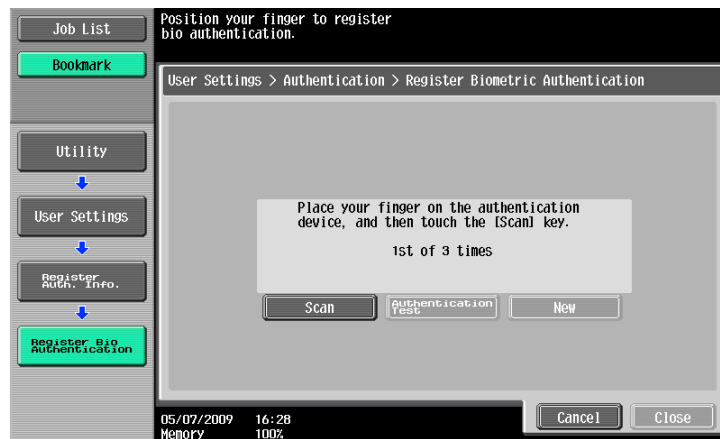 Job List
Bookmark
Utility
User Settings
Register
Auth. Info.
Register Bio
Authentication
Position your finger to register
bio authentication.
User Settings > Authentication > Register Biometric Authentication
Place your finger on the authentication
device, and then touch the [Scan] key.
1st of 3 times
Scan
Authentication
Test
New
05/07/2009 16:28
Memory 100%
Cancel
Close